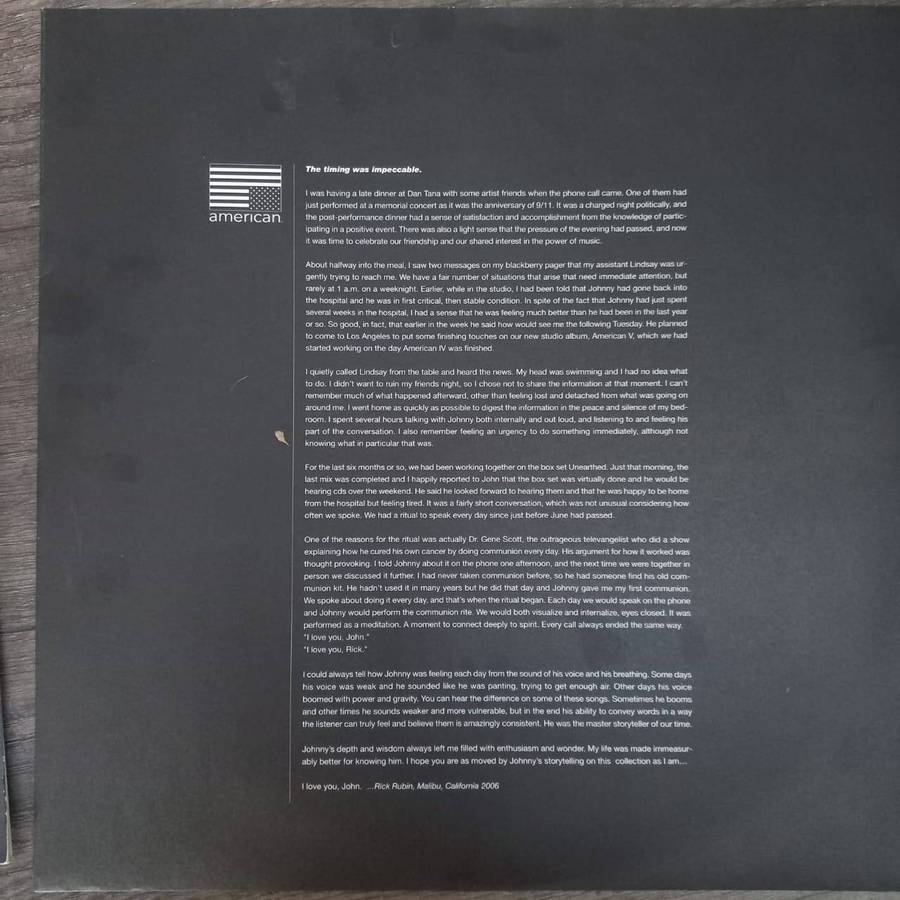 american
The timing was impeccable.
I was having a late dinner at Dan Tana with some artist friends when the phone call came. One of them had
just performed at a memorial concert as it was the anniversary of 9/11. It was a charged night politically, and
the post-performance dinner had a sense of satisfaction and accomplishment from the knowledge of partic-
ipating in a positive event. There was also a light sense that the pressure of the evening had passed, and now
it was time to celebrate our friendship and our shared interest in the power of music.
About halfway into the meal, I saw two messages on my blackberry pager that my assistant Lindsay was ur-
gently trying to reach me. We have a fair number of situations that arise that need immediate attention, but
rarely at 1 a.m. on a weeknight. Earlier, while in the studio, I had been told that Johnny had gone back into
the hospital and he was in first critical, then stable condition. In spite of the fact that Johnny had just spent
several weeks in the hospital, I had a sense that he was feeling much better than he had been in the last year
or so. So good, in fact, that earlier in the week he said how would see me the following Tuesday. He planned
to come to Los Angeles to put some finishing touches on our new studio album, American V, which we had
started working on the day American IV was finished.
I quietly called Lindsay from the table and heard the news. My head was swimming and I had no idea what
to do. I didn't want to ruin my friends night, so I chose not to share the information at that moment. I can't
remember much of what happened afterward, other than feeling lost and detached from what was going on
around me. I went home as quickly as possible to digest the information in the peace and silence of my bed-
room. I spent several hours talking with Johnny both internally and out loud, and listening to and feeling his
part of the conversation. I also remember feeling an urgency to do something immediately, although not
knowing what in particular that was.
For the last six months or so, we had been working together on the box set Unearthed. Just that morning, the
last mix was completed and I happily reported to John that the box set was virtually done and he would be
hearing cds over the weekend. He said he looked forward to hearing them and that he was happy to be home
from the hospital but feeling tired. It was a fairly short conversation, which was not unusual considering how
often we spoke. We had a ritual to speak every day since just before June had passed.
One of the reasons for the ritual was actually Dr. Gene Scott, the outrageous televangelist who did a show
explaining how he cured his own cancer by doing communion every day. His argument for how it worked was
thought provoking. I told Johnny about it on the phone one afternoon, and the next time we were together in
person we discussed it further. I had never taken communion before, so he had someone find his old com-
munion kit. He hadn't used it in many years but he did that day and Johnny gave me my first communion.
We spoke about doing it every day, and that's when the ritual began. Each day we would speak on the phone
and Johnny would perform the communion rite. We would both visualize and internalize, eyes closed. It was
performed as a meditation. A moment to connect deeply to spirit. Every call always ended the same way.
"I love you, John."
"I love you, Rick."
I could always tell how Johnny was feeling each day from the sound of his voice and his breathing. Some days
his voice was weak and he sounded like he was panting, trying to get enough air. Other days his voice
boomed with power and gravity. You can hear the difference on some of these songs. Sometimes he booms
and other times he sounds weaker and more vulnerable, but in the end his ability to convey words in a way
the listener can truly feel and believe them is amazingly consistent. He was the master storyteller of our time.
Johnny's depth and wisdom always left me filled with enthusiasm and wonder. My life was made immeasur-
ably better for knowing him. I hope you are as moved by Johnny's storytelling on this collection as I am...
I love you, John. ...Rick Rubin, Malibu, California 2006